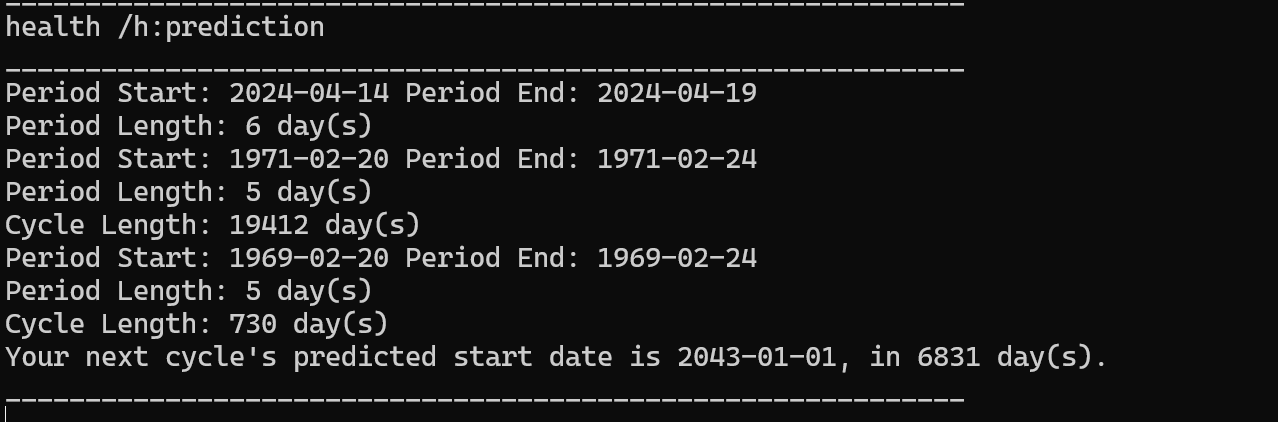 ____________________________________________________________
health /h:prediction
____________________________________________________________
Period Start: 2024-04-14 Period End: 2024-04-19
Period Length: 6 day(s)
Period Start: 1971-02-20 Period End: 1971-02-24
Period Length: 5 day(s)
Cycle Length: 19412 day(s)
Period Start: 1969-02-20 Period End: 1969-02-24
Period Length: 5 day(s)
Cycle Length: 730 day(s)
Your next cycle's predicted start date is 2043-01-01, in 6831 day(s).
____________________________________________________________